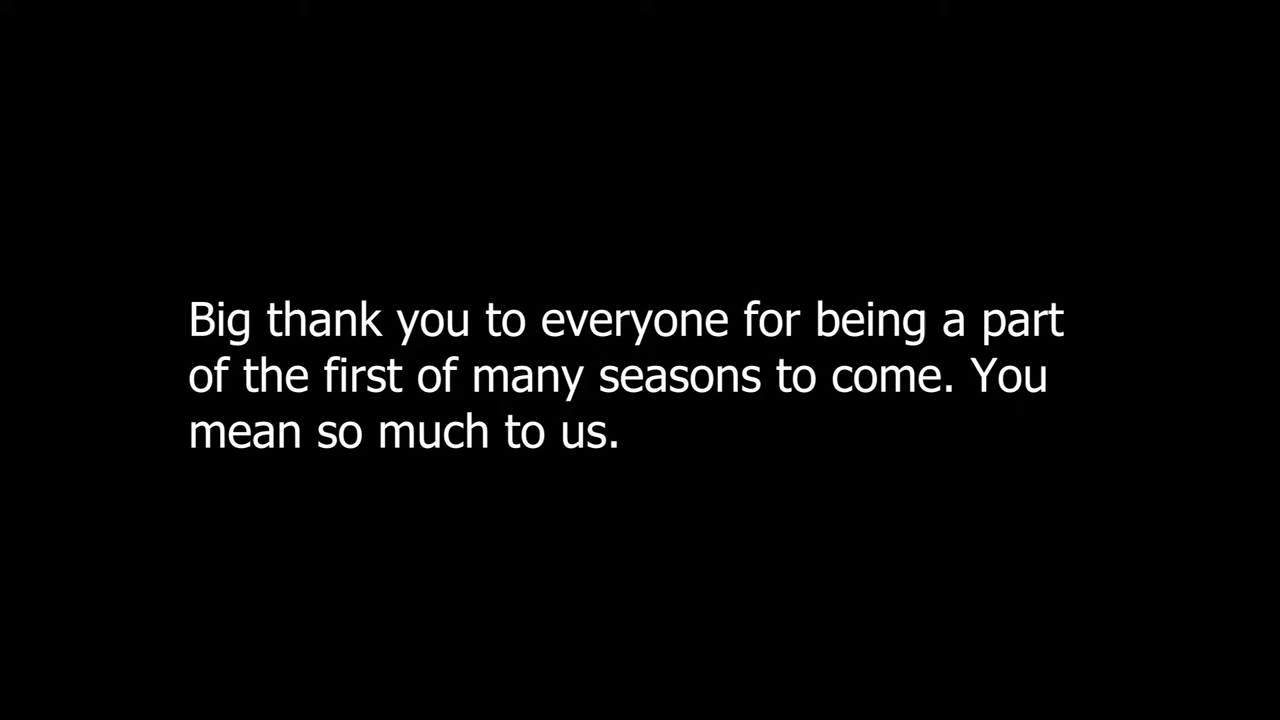 Big thank you to everyone for being a part
of the first of many seasons to come. You
mean so much to us.